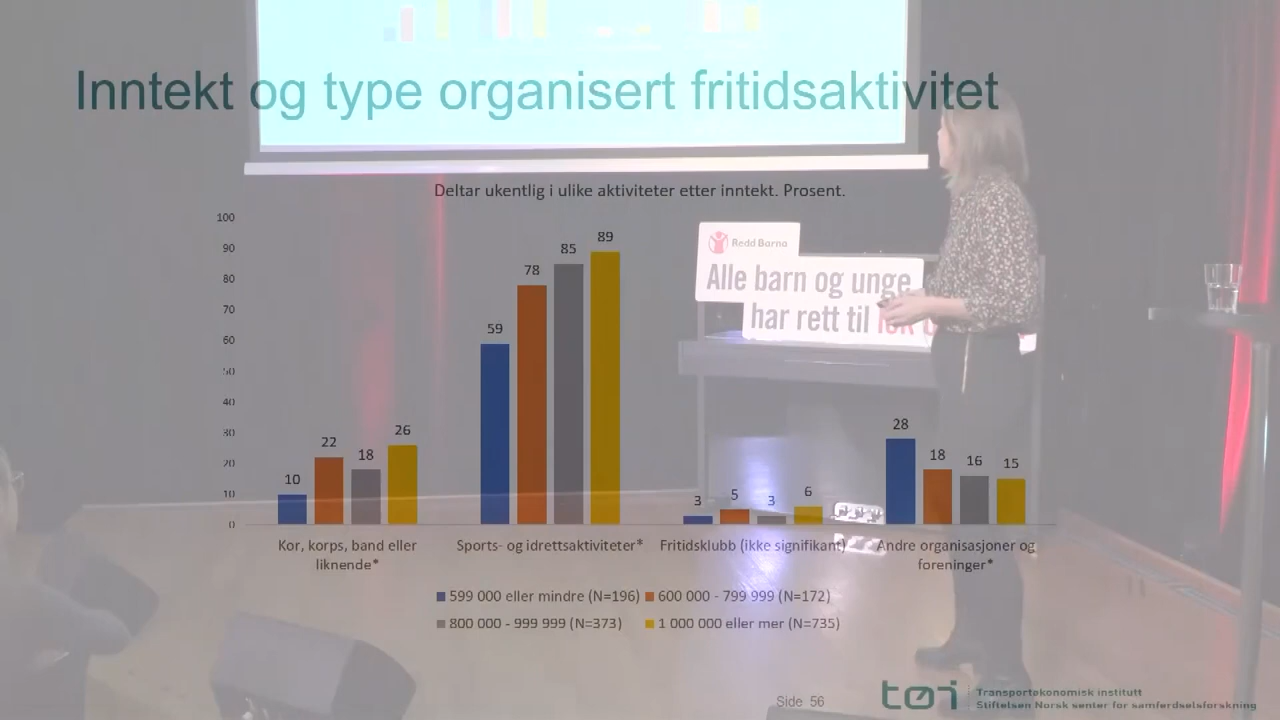 Inntekt og type organisert fritidsaktivitet
Deltar ukentlig i ulike aktiviteter etter inntekt. Prosent.
100
90
80
70
60
50
40
30
20
10
0
10
22
18
26
59
78
85
89
3
5
3
6
28
18
16
15
Kor, korps, band eller
liknende*
Sports- og idrettsaktiviteter*
Fritidsklubb (ikke signifikant)
Andre organisasjoner og
foreninger*
599 000 eller mindre (N=196)
600 000 - 799 999 (N=172)
800 000 - 999 999 (N=373)
1 000 000 eller mer (N=735)
Redd Barna
Alle barn og unge
har rett til
Side 56
tøi
Transportøkonomisk institutt
Stiftelsen Norsk senter for samferdselsforskning